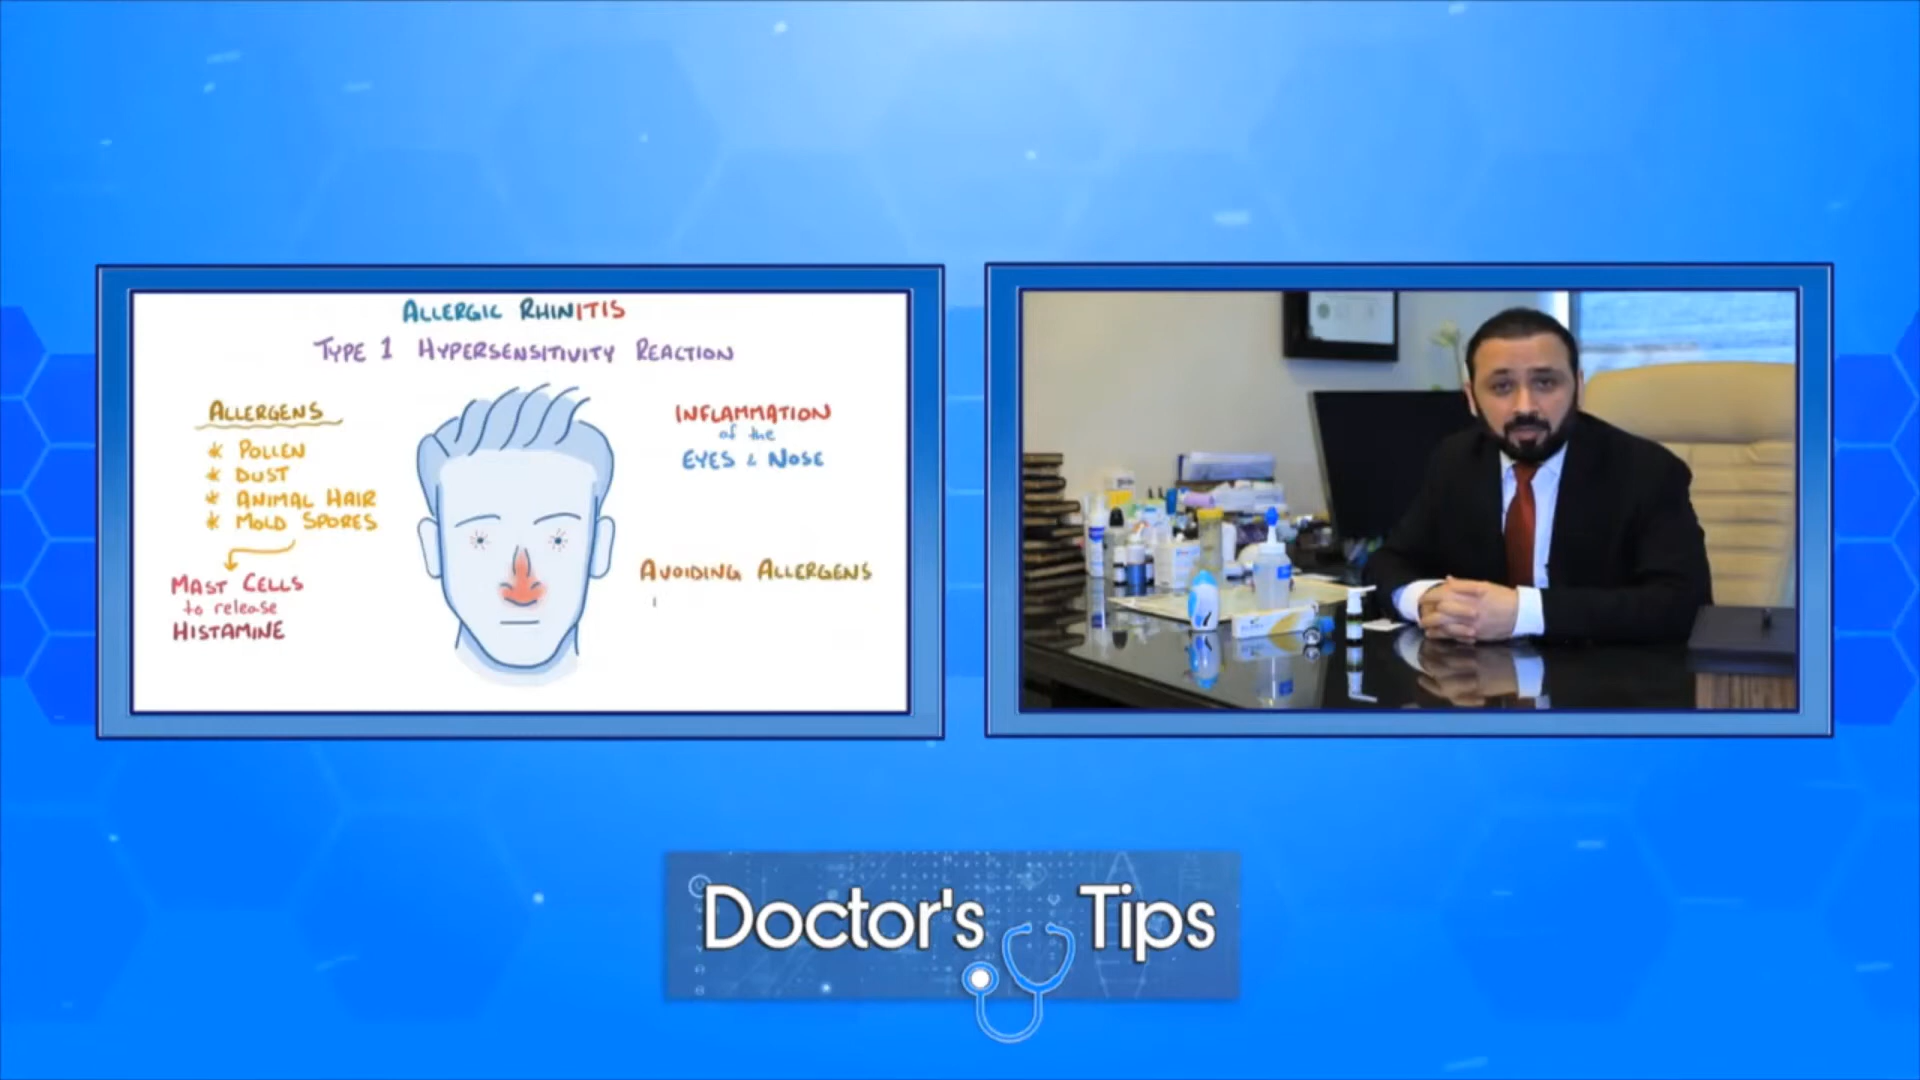 ALLERGIC RHINITIS
TYPE 1 HYPERSENSITIVITY REACTION
ALLERGENS
* POLLEN
* DUST
* ANIMAL HAIR
* MOLD SPORES
MAST CELLS
to release
HISTAMINE
INFLAMMATION
of the
EYES & NOSE
AVOIDING ALLERGENS
Doctor's Tips